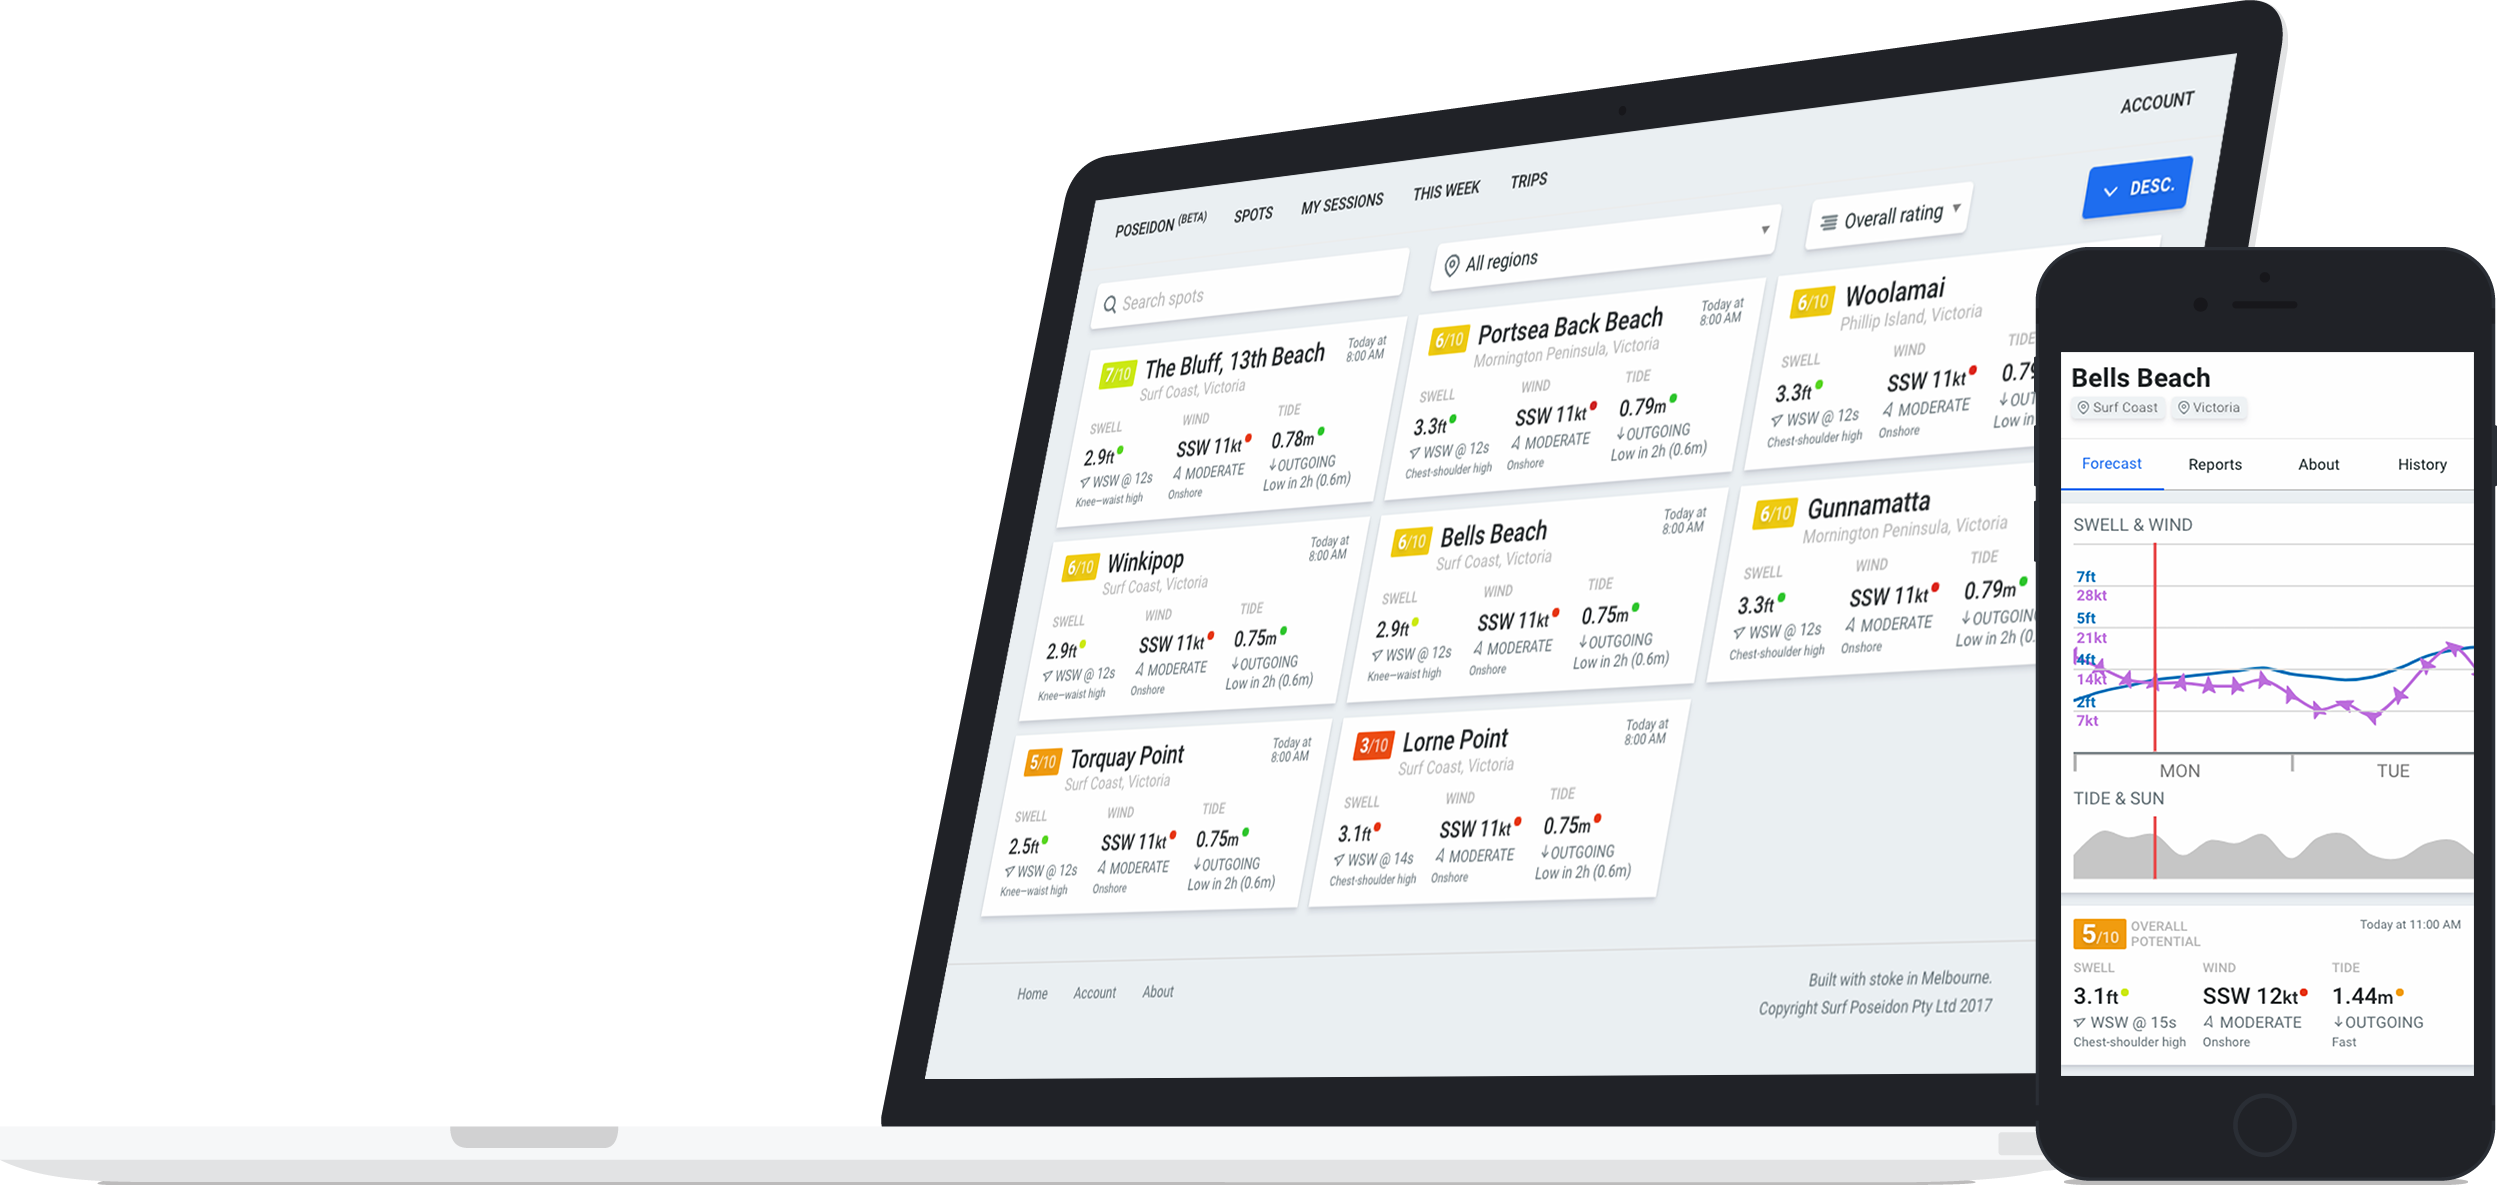 ACCOUNT
POSEIDON (BETA) SPOTS MY SESSIONS THIS WEEK TRIPS
DESC.
Search spots
All regions
Overall rating
7/10 The Bluff, 13th Beach
Surf Coast, Victoria
Today at
8:00 AM
SWELL WIND TIDE
2.9ft SSW 11kt 0.78m
WSW @ 12s MODERATE OUTGOING
Knee–waist high Onshore Low in 2h (0.6m)
6/10 Portsea Back Beach
Mornington Peninsula, Victoria
Today at
8:00 AM
SWELL WIND TIDE
3.3ft SSW 11kt 0.79m
WSW @ 12s MODERATE OUTGOING
Chest-shoulder high Onshore Low in 2h (0.6m)
6/10 Woolamai
Phillip Island, Victoria
SWELL WIND TIDE
3.3ft SSW 11kt 0.79
WSW @ 12s MODERATE OUT
Chest-shoulder high Onshore Low in
6/10 Winkipop
Surf Coast, Victoria
Today at
8:00 AM
SWELL WIND TIDE
2.9ft SSW 11kt 0.75m
WSW @ 12s MODERATE OUTGOING
Knee–waist high Onshore Low in 2h (0.6m)
6/10 Bells Beach
Surf Coast, Victoria
Today at
8:00 AM
SWELL WIND TIDE
2.9ft SSW 11kt 0.75m
WSW @ 12s MODERATE OUTGOING
Knee–waist high Onshore Low in 2h (0.6m)
6/10 Gunnamatta
Mornington Peninsula, Victoria
SWELL WIND TIDE
3.3ft SSW 11kt 0.79m
WSW @ 12s MODERATE OUTGOIN
Chest-shoulder high Onshore Low in 2h (0.
5/10 Torquay Point
Surf Coast, Victoria
Today at
8:00 AM
SWELL WIND TIDE
2.5ft SSW 11kt 0.75m
WSW @ 12s MODERATE OUTGOING
Knee–waist high Onshore Low in 2h (0.6m)
3/10 Lorne Point
Surf Coast, Victoria
Today at
8:00 AM
SWELL WIND TIDE
3.1ft SSW 11kt 0.75m
WSW @ 14s MODERATE OUTGOING
Chest-shoulder high Onshore Low in 2h (0.6m)
Home Account About
Built with stoke in Melbourne.
Copyright Surf Poseidon Pty Ltd 2017
Bells Beach
Surf Coast Victoria
Forecast Reports About History
SWELL & WIND
7ft
28kt
5ft
21kt
4ft
14kt
2ft
7kt
MON TUE
TIDE & SUN
5/10 OVERALL
POTENTIAL
Today at 11:00 AM
SWELL WIND TIDE
3.1ft SSW 12kt 1.44m
WSW @ 15s MODERATE OUTGOING
Chest-shoulder high Onshore Fast